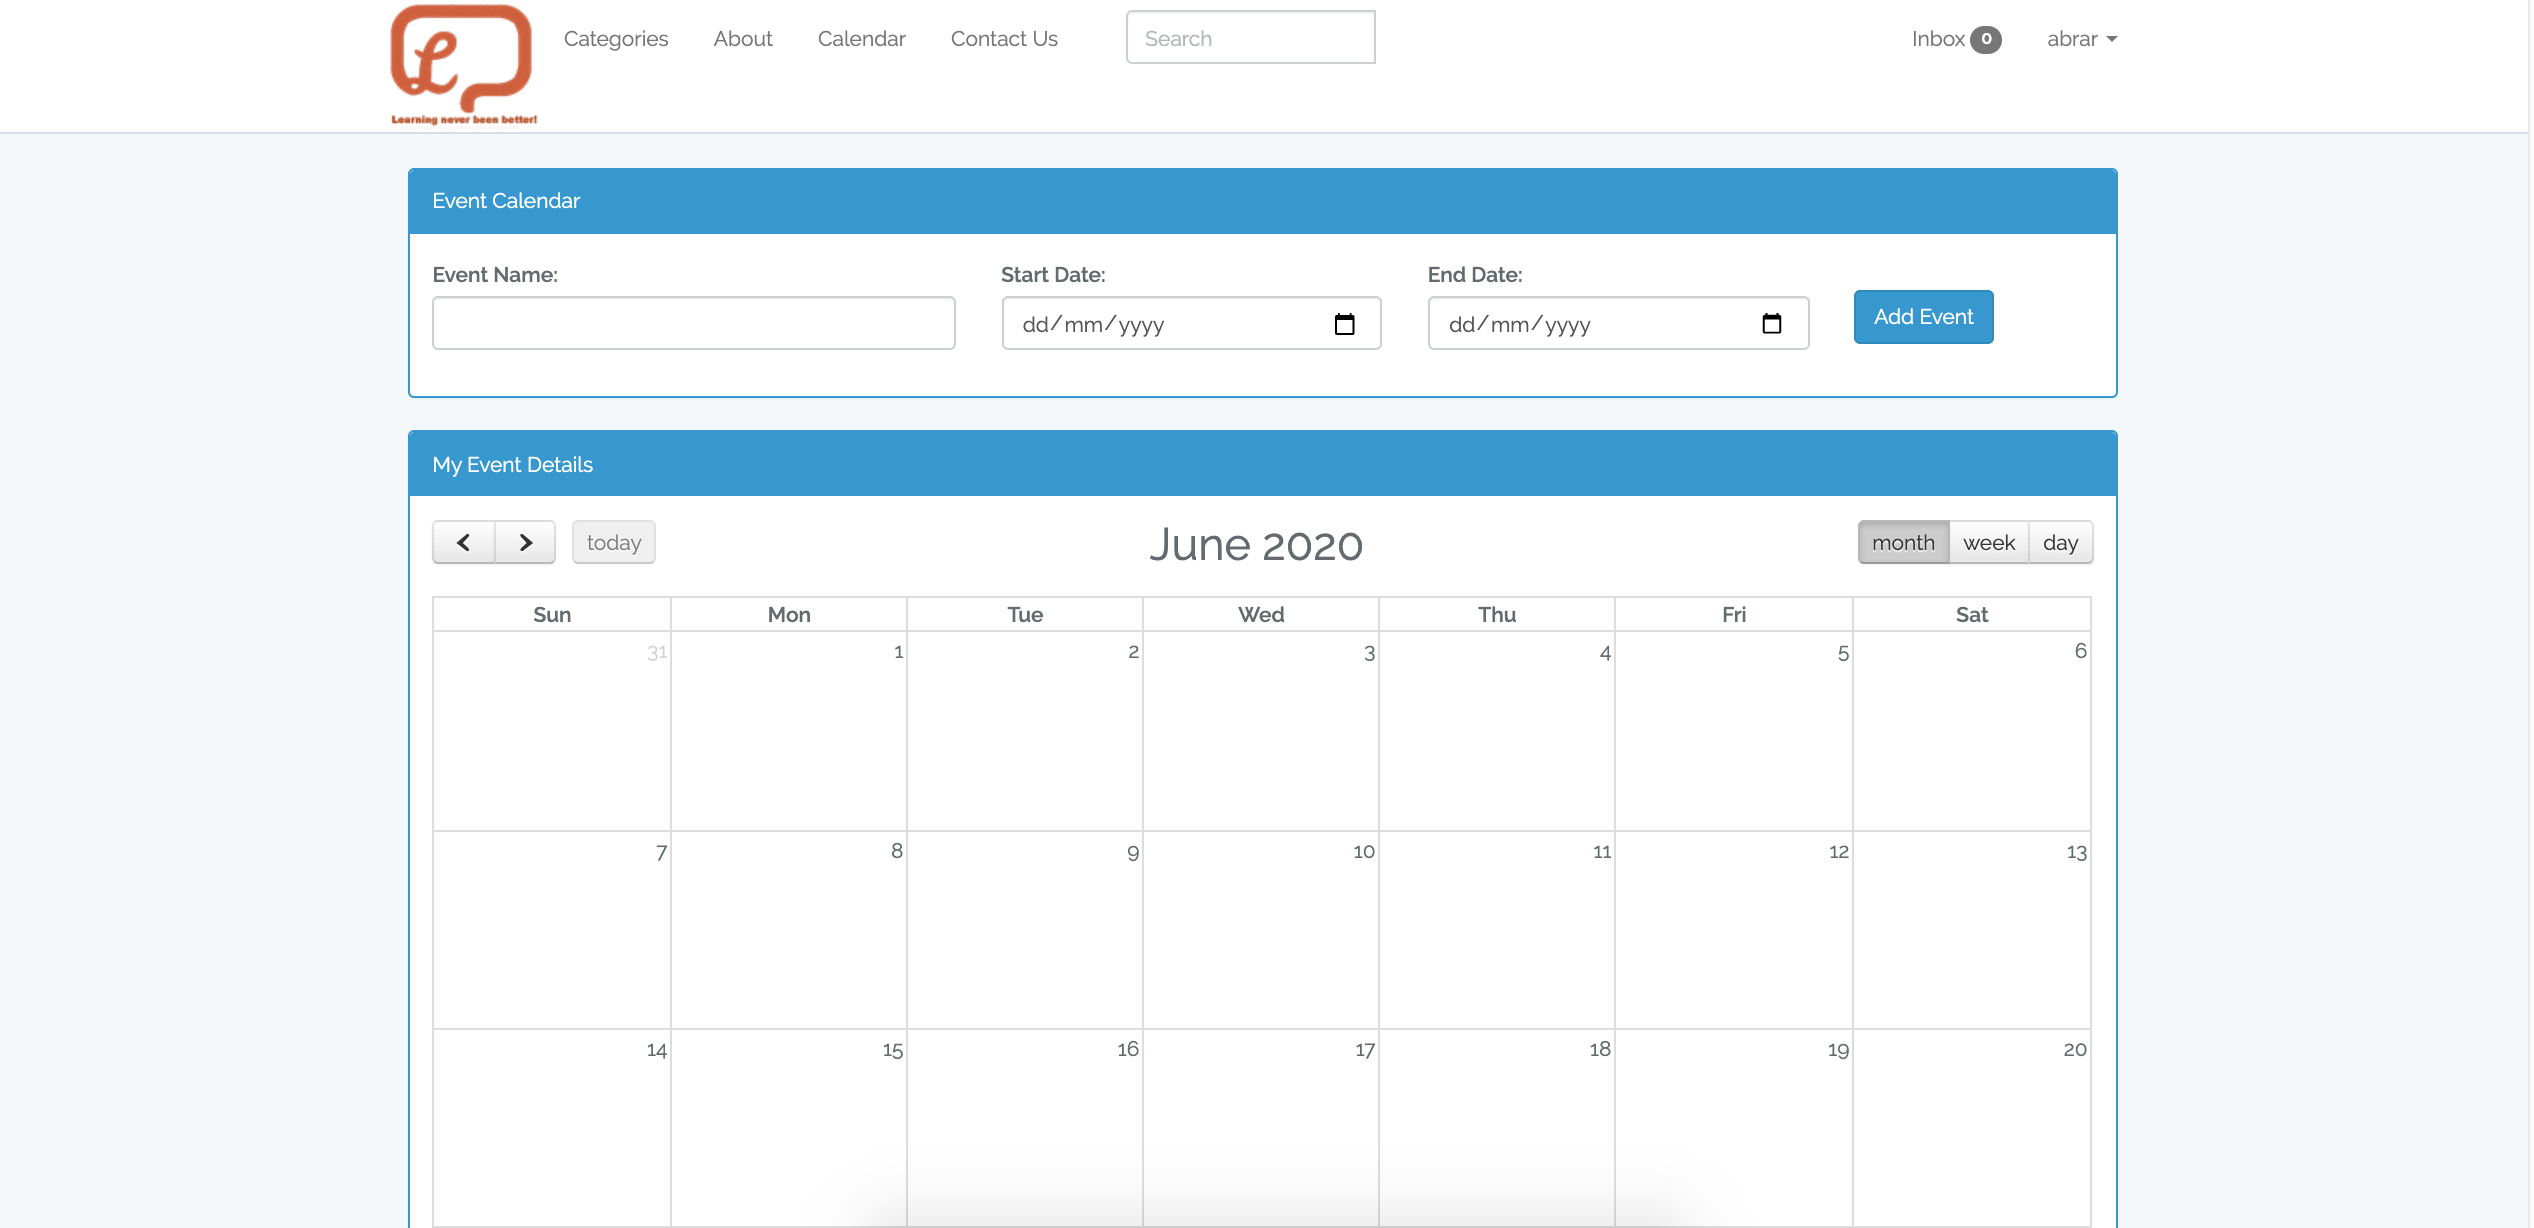 L
Learning never been better!
Categories About Calendar Contact Us Search Inbox 0 abrar
Event Calendar
Event Name: Start Date: End Date:
dd/mm/yyyy dd/mm/yyyy Add Event
My Event Details
today June 2020 month week day
Sun Mon Tue Wed Thu Fri Sat
31 1 2 3 4 5 6
7 8 9 10 11 12 13
14 15 16 17 18 19 20